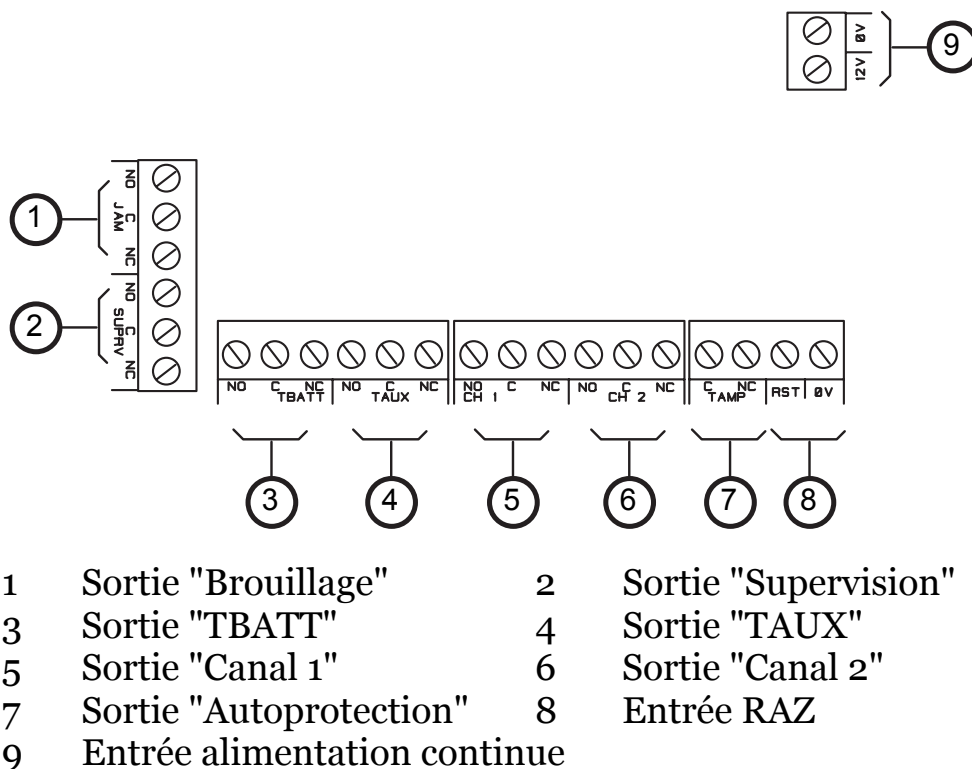 0V
12V
9
NO
C
JAM
NC
1
NO
C
SUPRV
NC
2
NO C NC NO C NC NO C NC NO C NC C NC RST 0V
TBATT TAUX CH 1 CH 2 TAMP
3 4 5 6 7 8
1 Sortie "Brouillage" 2 Sortie "Supervision"
3 Sortie "TBATT" 4 Sortie "TAUX"
5 Sortie "Canal 1" 6 Sortie "Canal 2"
7 Sortie "Autoprotection" 8 Entrée RAZ
9 Entrée alimentation continue